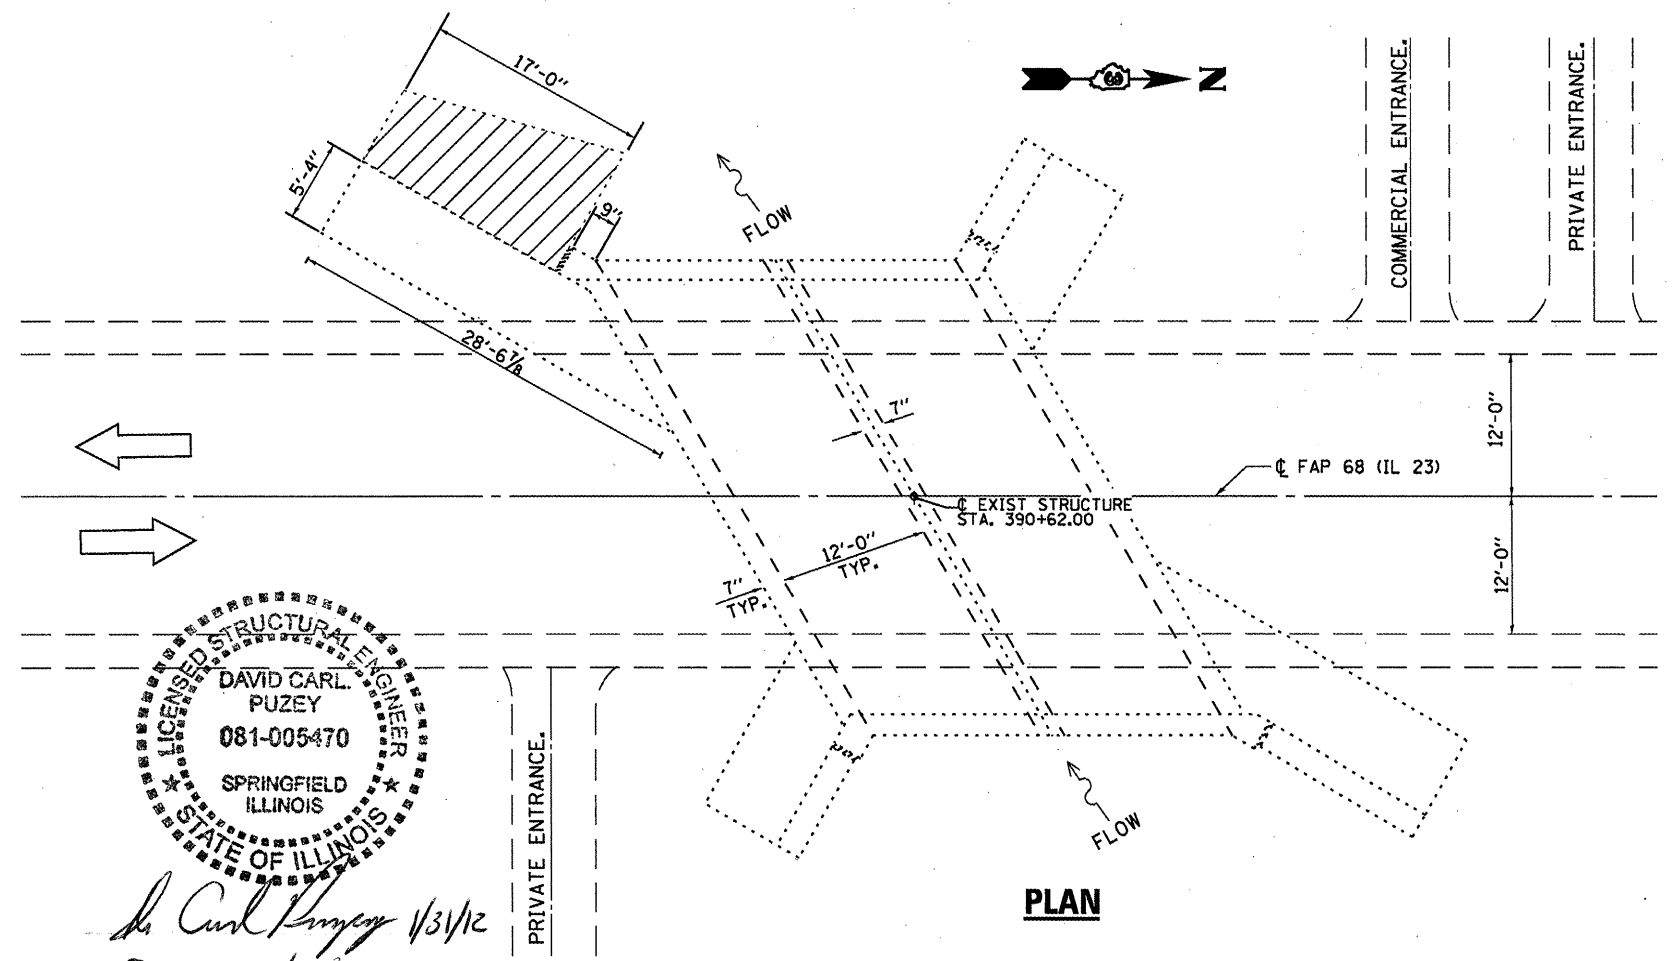 17'-0"
5'-4"
9"
28'-6 7/8
FLOW
N
COMMERCIAL ENTRANCE.
PRIVATE ENTRANCE.
7"
12'-0"
℄ FAP 68 (IL 23)
℄ EXIST STRUCTURE
STA. 390+62.00
12'-0"
TYP.
7"
TYP.
12'-0"
LICENSED STRUCTURAL ENGINEER
DAVID CARL.
PUZEY
081-005470
SPRINGFIELD
ILLINOIS
STATE OF ILLINOIS
PRIVATE ENTRANCE.
FLOW
PLAN
1/31/12